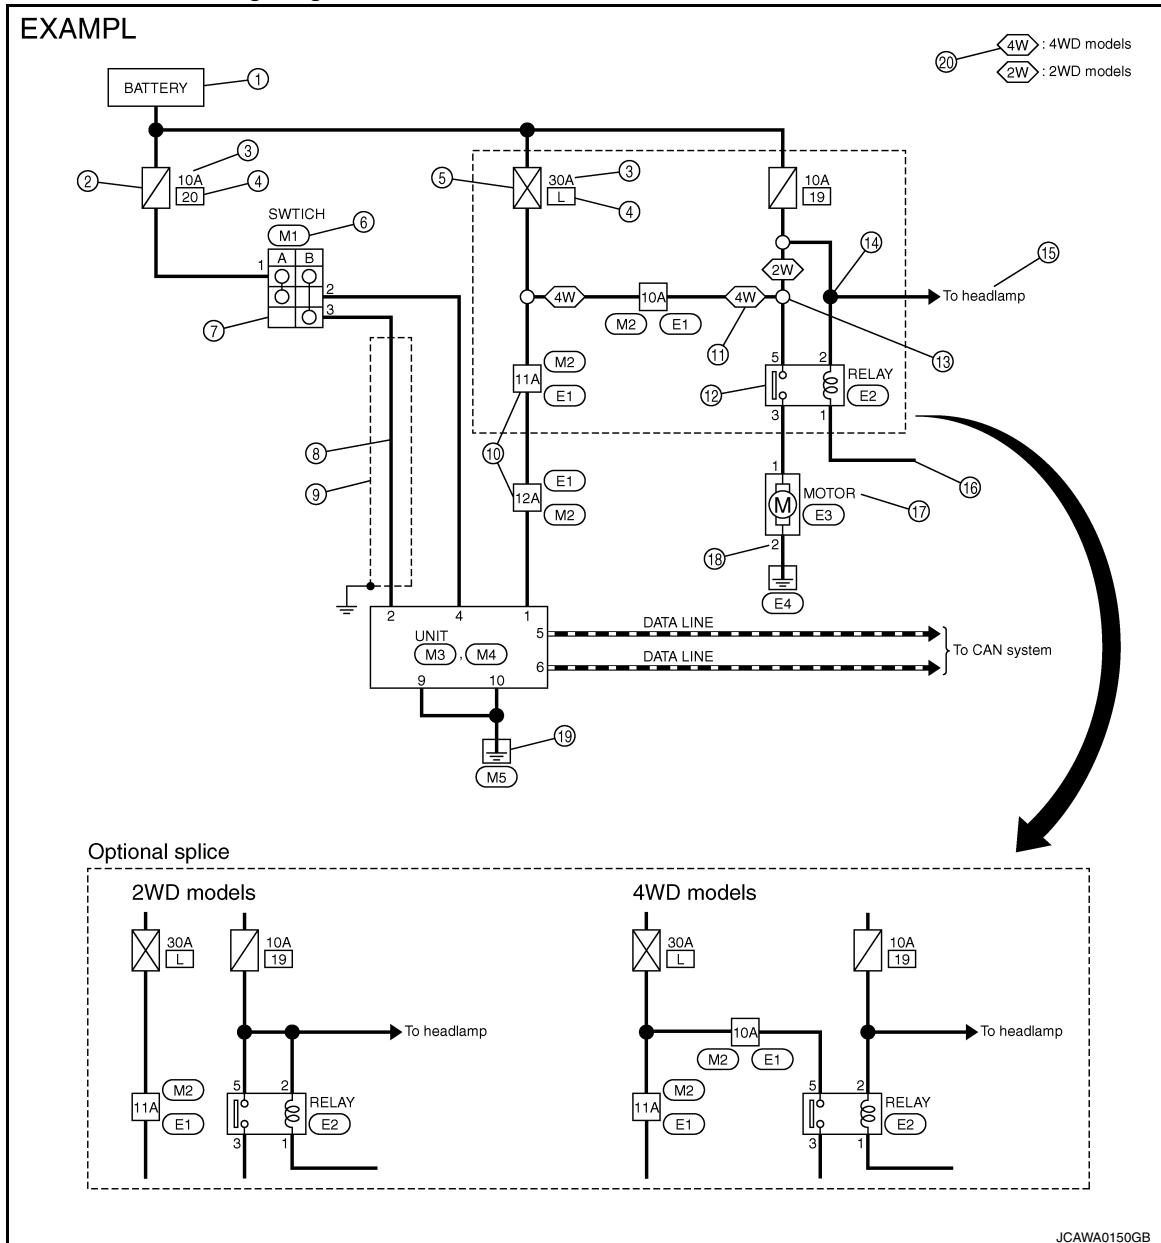 EXAMPL
4W : 4WD models
20
2W : 2WD models
BATTERY 1
3
2 10A 4
20
5 30A 3
L 4
10A
19
SWTICH
M1 6
A B
1
2
3
7
14
15
2W
4W 10A 4W To headlamp
M2 E1
11
13
M2
11A
E1
5 2
12 RELAY
E2
3 1
8
9
10
E1
12A
M2
1
16
M MOTOR
E3
17
18 2
E4
2 4 1
UNIT
M3 , M4
5 DATA LINE
To CAN system
6 DATA LINE
9 10
19
M5
Optional splice
2WD models
4WD models
30A
L
10A
19
30A
L
10A
19
To headlamp
10A
To headlamp
M2 E1
M2
11A
E1
5 2
RELAY
E2
3 1
M2
11A
E1
5 2
RELAY
E2
3 1
JCAWA0150GB